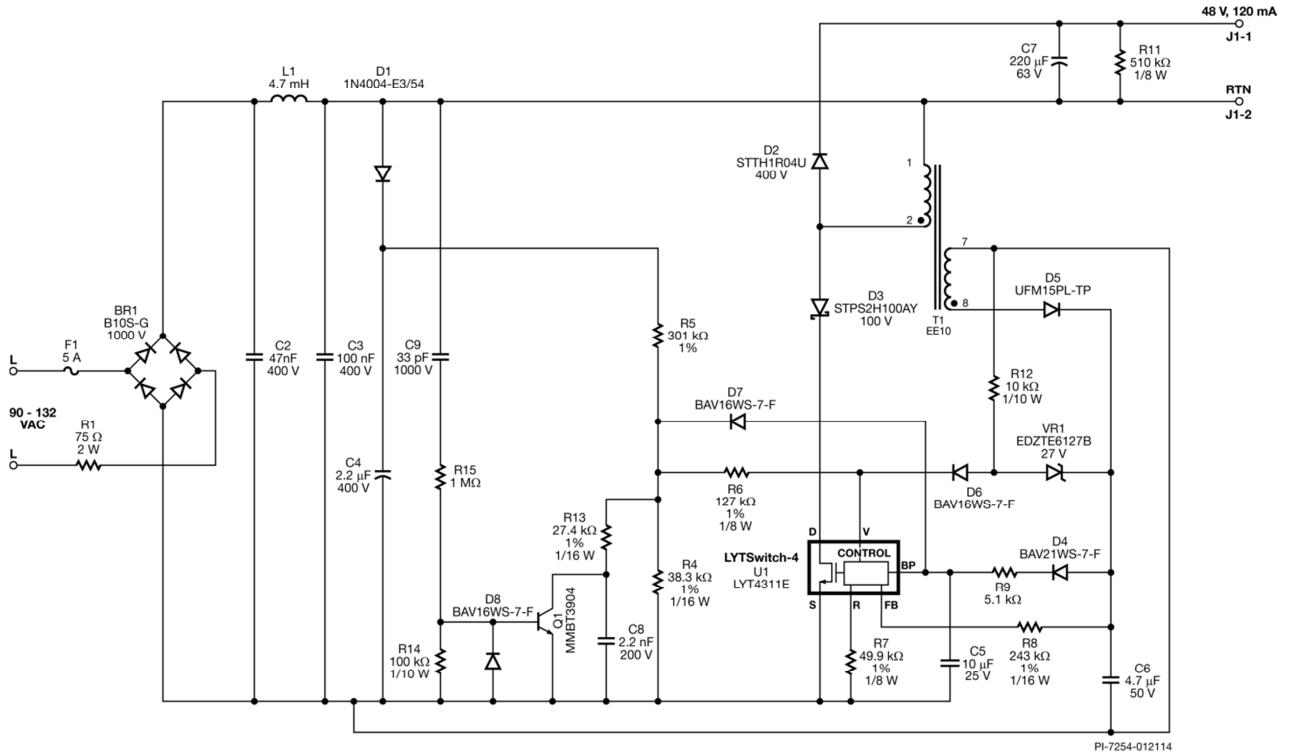 48 V, 120 mA
J1-1
C7
220 µF
63 V
R11
510 kΩ
1/8 W
RTN
J1-2
L1
4.7 mH
D1
1N4004-E3/54
D2
STTH1R04U
400 V
1
2
7
8
T1
EE10
D3
STPS2H100AY
100 V
D5
UFM15PL-TP
BR1
B10S-G
1000 V
F1
5 A
L
90 - 132
VAC
L
R1
75 Ω
2 W
C2
47nF
400 V
C3
100 nF
400 V
C9
33 pF
1000 V
R5
301 kΩ
1%
R12
10 kΩ
1/10 W
D7
BAV16WS-7-F
VR1
EDZTE6127B
27 V
C4
2.2 µF
400 V
R15
1 MΩ
R6
127 kΩ
1%
1/8 W
D6
BAV16WS-7-F
R13
27.4 kΩ
1%
1/16 W
R4
38.3 kΩ
1%
1/16 W
LYTSwitch-4
U1
LYT4311E
D
V
CONTROL
BP
S
R
FB
D4
BAV21WS-7-F
R9
5.1 kΩ
D8
BAV16WS-7-F
Q1
MMBT3904
C8
2.2 nF
200 V
R14
100 kΩ
1/10 W
R7
49.9 kΩ
1%
1/8 W
C5
10 µF
25 V
R8
243 kΩ
1%
1/16 W
C6
4.7 µF
50 V
PI-7254-012114